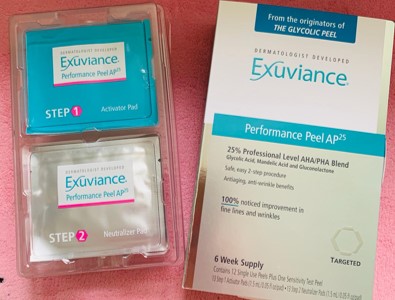 DERMATOLOGIST DEVELOPED
Exuviance®
Performance Peel AP25
STEP 1
Activator Pad
DERMATOLOGIST DEVELOPED
Exuviance®
Performance Peel AP25
STEP 2
Neutralizer Pad
From the originators of
THE GLYCOLIC PEEL
DERMATOLOGIST DEVELOPED
Exuviance®
Performance Peel AP25
25% Professional Level AHA/PHA Blend
Glycolic Acid, Mandelic Acid and Gluconolactone
Safe, easy 2-step procedure
Antiaging, anti-wrinkle benefits
100% noticed improvement in
fine lines and wrinkles
TARGETED
6 Week Supply
Contains 12 Single Use Peels Plus One Sensitivity Test Peel